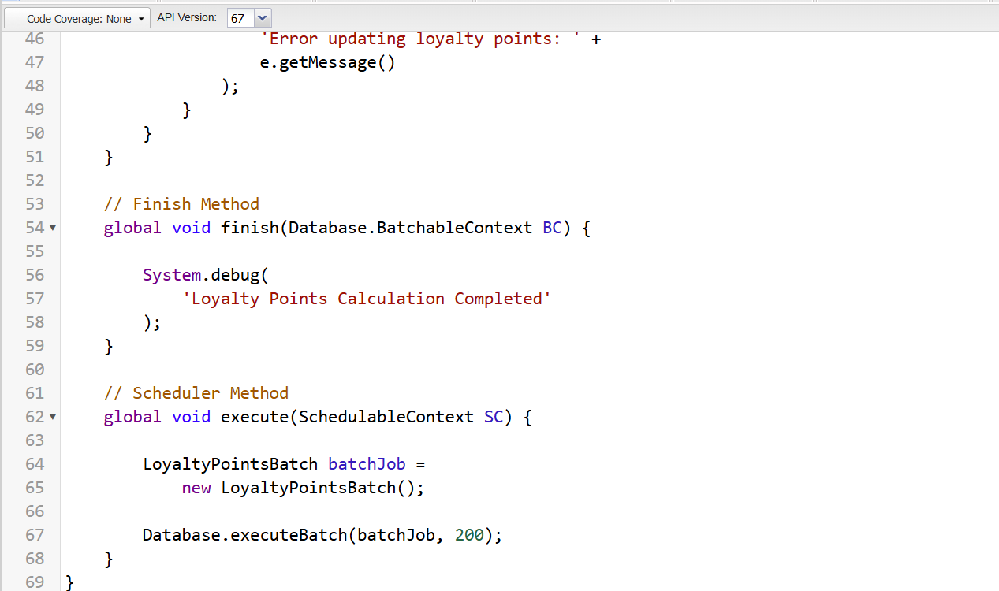 Code Coverage: None API Version: 67
46 'Error updating loyalty points: ' +
47 e.getMessage()
48 );
49 }
50 }
51 }
52
53 // Finish Method
54 global void finish(Database.BatchableContext BC) {
55
56 System.debug(
57 'Loyalty Points Calculation Completed'
58 );
59 }
60
61 // Scheduler Method
62 global void execute(SchedulableContext SC) {
63
64 LoyaltyPointsBatch batchJob =
65 new LoyaltyPointsBatch();
66
67 Database.executeBatch(batchJob, 200);
68 }
69 }